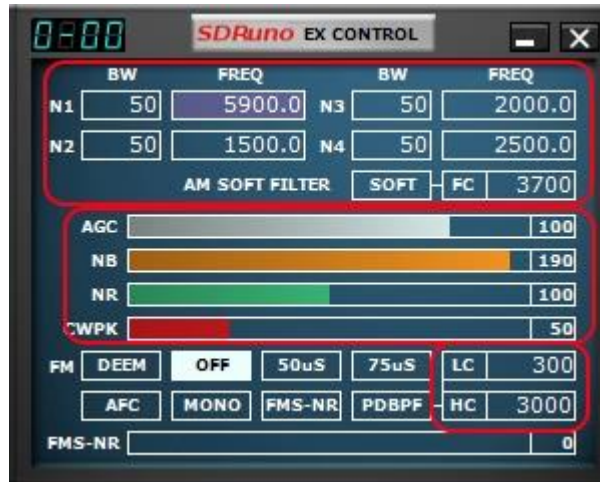 0-00 SDRuno EX CONTROL
BW FREQ BW FREQ
N1 50 5900.0 N3 50 2000.0
N2 50 1500.0 N4 50 2500.0
AM SOFT FILTER SOFT FC 3700
AGC 100
NB 190
NR 100
CWPK 50
FM DEEM OFF 50uS 75uS LC 300
AFC MONO FMS-NR PDBPF HC 3000
FMS-NR 0